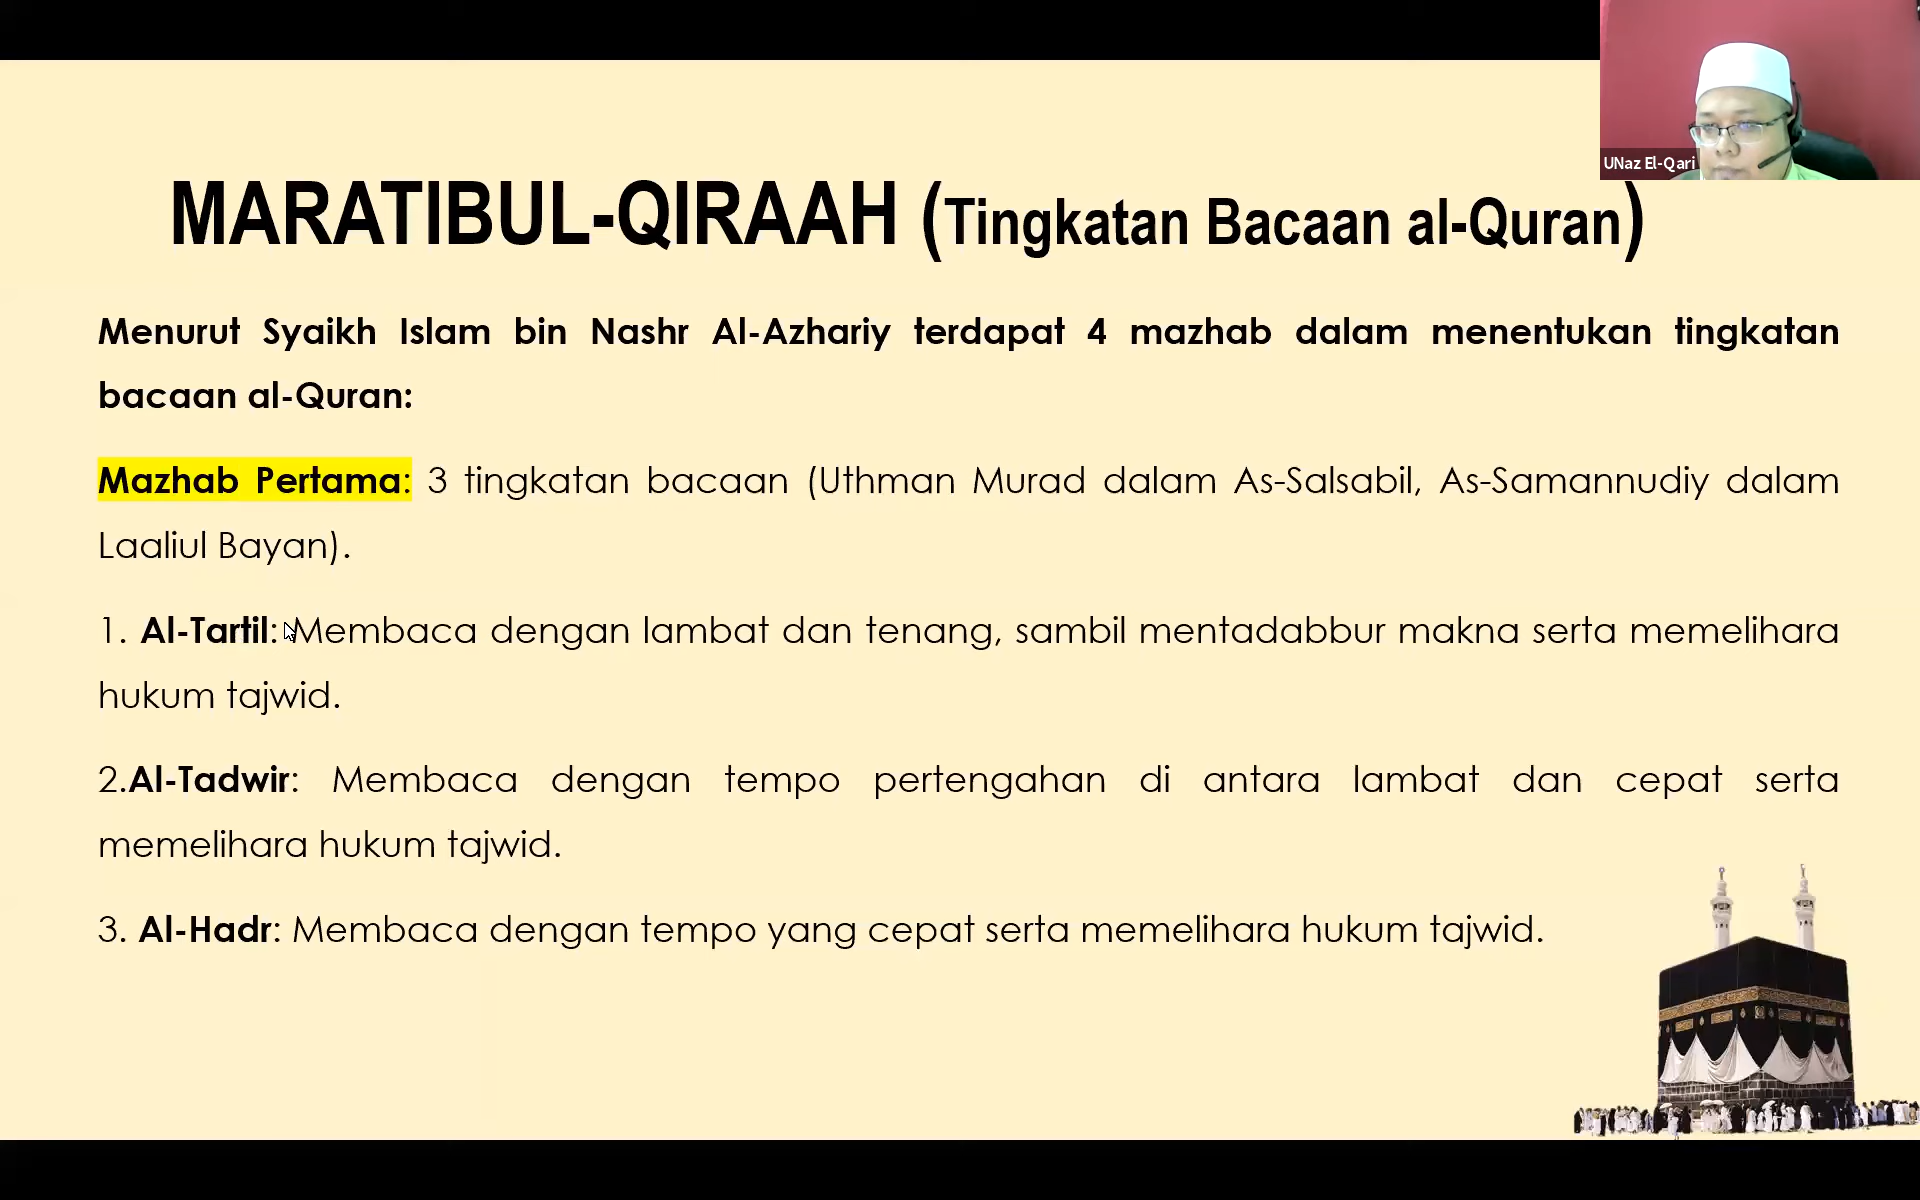 UNaz El-Qari
MARATIBUL-QIRAAH (Tingkatan Bacaan al-Quran)
Menurut Syaikh Islam bin Nashr Al-Azhariy terdapat 4 mazhab dalam menentukan tingkatan
bacaan al-Quran:
Mazhab Pertama: 3 tingkatan bacaan (Uthman Murad dalam As-Salsabil, As-Samannudiy dalam
Laaliul Bayan).
1. Al-Tartil: Membaca dengan lambat dan tenang, sambil mentadabbur makna serta memelihara
hukum tajwid.
2.Al-Tadwir: Membaca dengan tempo pertengahan di antara lambat dan cepat serta
memelihara hukum tajwid.
3. Al-Hadr: Membaca dengan tempo yang cepat serta memelihara hukum tajwid.